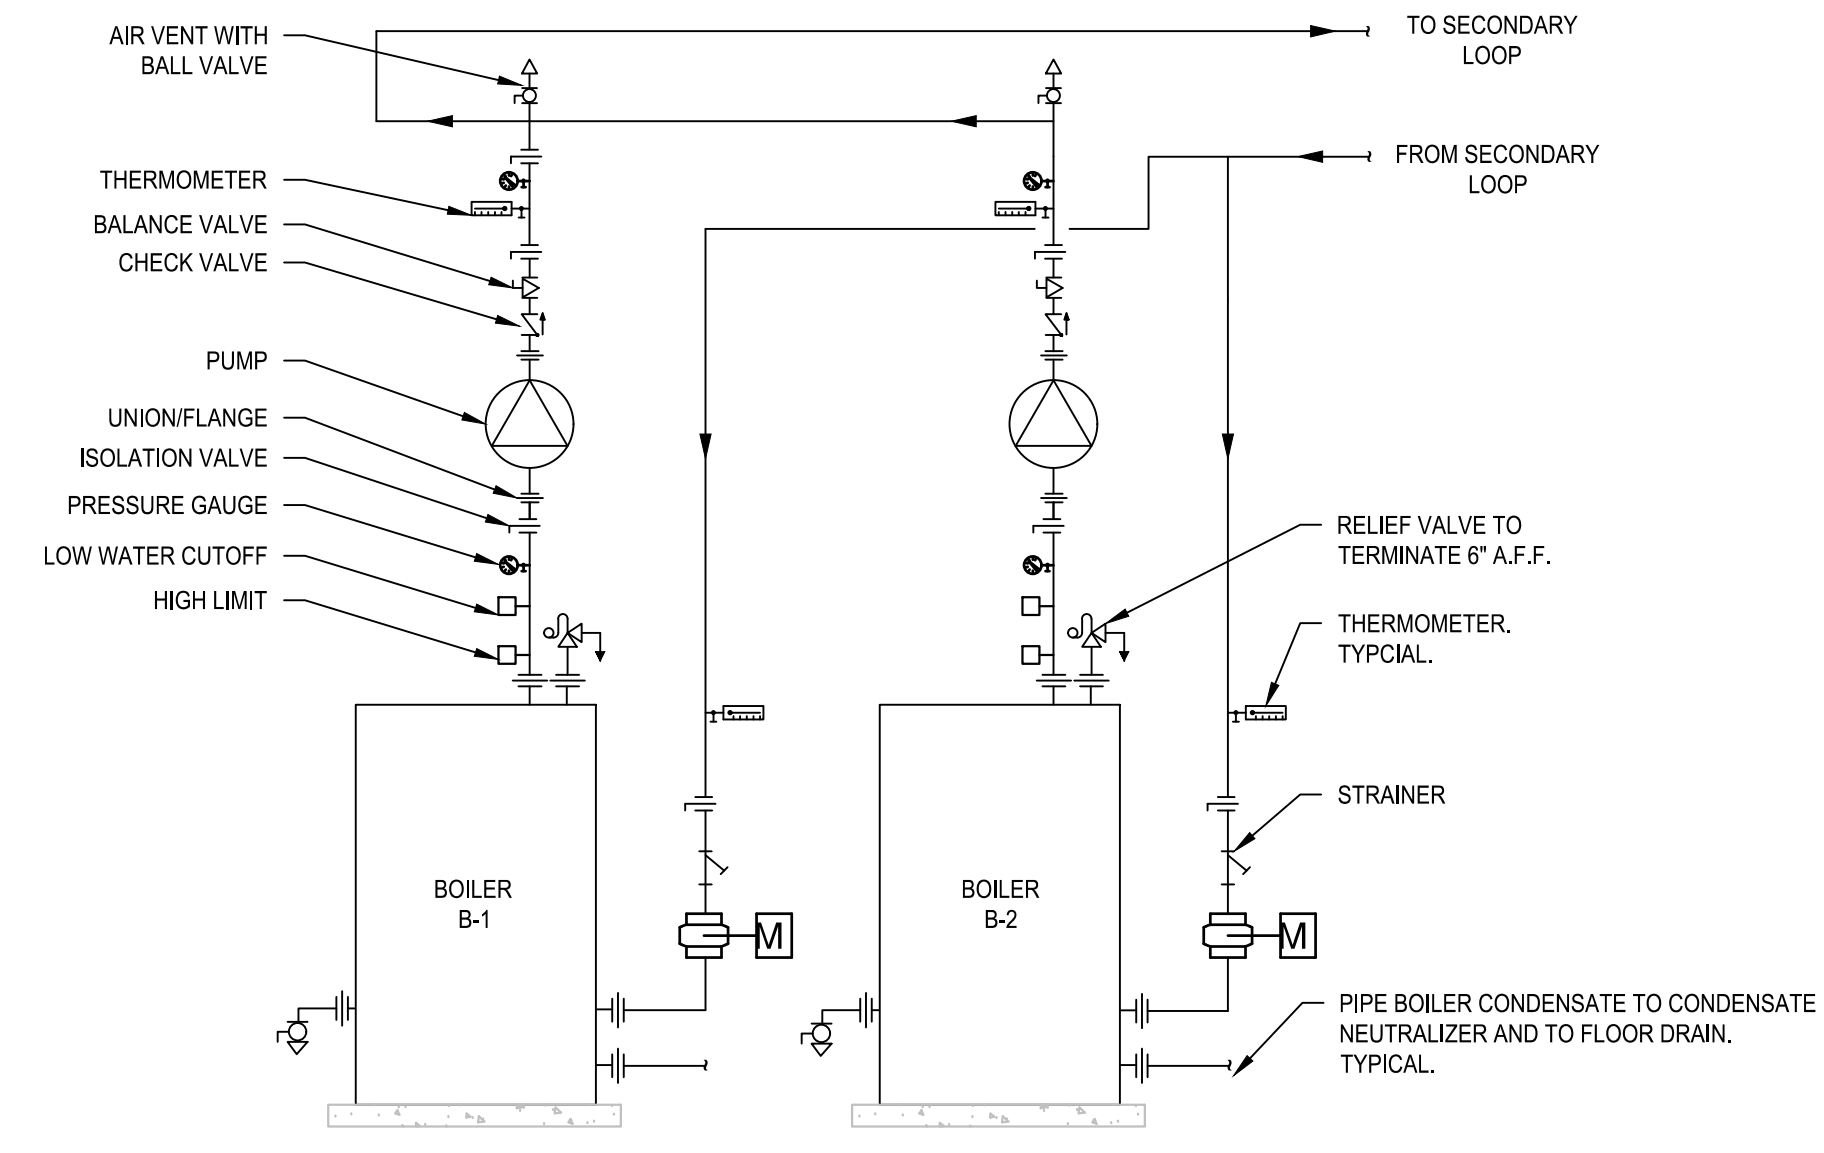 AIR VENT WITH
BALL VALVE
THERMOMETER
BALANCE VALVE
CHECK VALVE
PUMP
UNION/FLANGE
ISOLATION VALVE
PRESSURE GAUGE
LOW WATER CUTOFF
HIGH LIMIT
TO SECONDARY
LOOP
FROM SECONDARY
LOOP
RELIEF VALVE TO
TERMINATE 6" A.F.F.
THERMOMETER.
TYPCIAL.
STRAINER
BOILER
B-1
M
BOILER
B-2
M
PIPE BOILER CONDENSATE TO CONDENSATE
NEUTRALIZER AND TO FLOOR DRAIN.
TYPICAL.